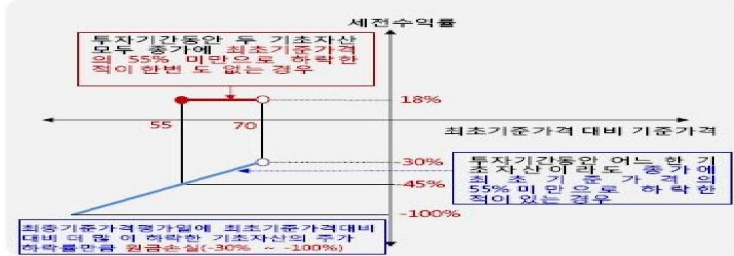 세전수익률
투자기간동안 두 기초자산
모두 종가에 최초기준가격
의 55% 미만으로 하락한
적이 한번 도 없는 경우
18%
55
70
최초기준가격 대비 기준가격
-30%
투자기간동안 어느 한 기
초자산이라도 종가에
최 초 기 준 가 격 의
55%미만으로 하락한
적이 있는 경우
-45%
-100%
최종기준가격평가일에 최초기준가격대비
대비 더 많 이 하락한 기초자산의 주가
하락률만큼 원금손실(-30% ~ -100%)